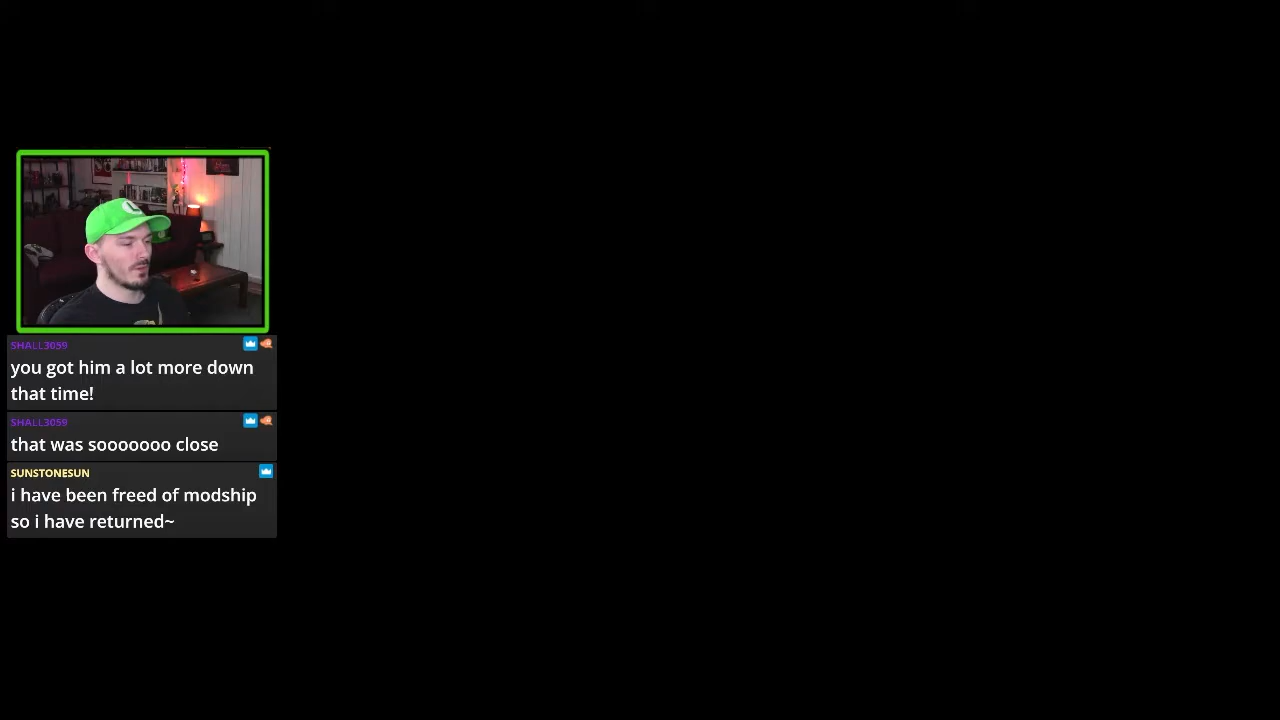 SHALL3059
you got him a lot more down
that time!
SHALL3059
that was sooooooo close
SUNSTONESUN
i have been freed of modship
so i have returned~